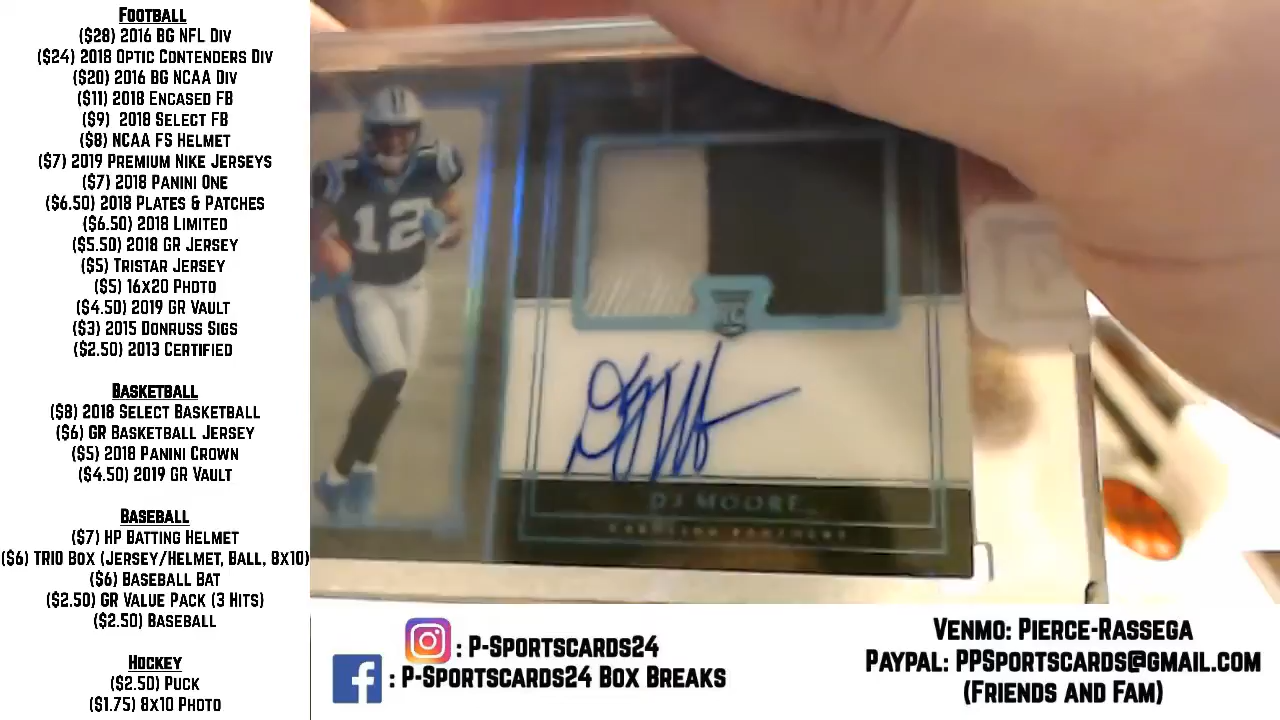 Football
($28) 2016 BG NFL Div
($24) 2018 Optic Contenders Div
($20) 2016 BG NCAA Div
($11) 2018 Encased FB
($9) 2018 Select FB
($8) NCAA FS Helmet
($7) 2019 Premium Nike Jerseys
($7) 2018 Panini One
($6.50) 2018 Plates & Patches
($6.50) 2018 Limited
($5.50) 2018 GR Jersey
($5) Tristar Jersey
($5) 16x20 Photo
($4.50) 2019 GR Vault
($3) 2015 Donruss Sigs
($2.50) 2013 Certified
Basketball
($8) 2018 Select Basketball
($6) GR Basketball Jersey
($5) 2018 Panini Crown
($4.50) 2019 GR Vault
Baseball
($7) HP Batting Helmet
($6) Trio Box (Jersey/Helmet, Ball, 8x10)
($6) Baseball Bat
($2.50) GR Value Pack (3 Hits)
($2.50) Baseball
Hockey
($2.50) Puck
($1.75) 8x10 Photo
12
RC
DJ MOORE
CAROLINA PANTHERS
: P-Sportscards24
: P-Sportscards24 Box Breaks
Venmo: Pierce-Rassega
Paypal: PPSportscards@gmail.com
(Friends and Fam)